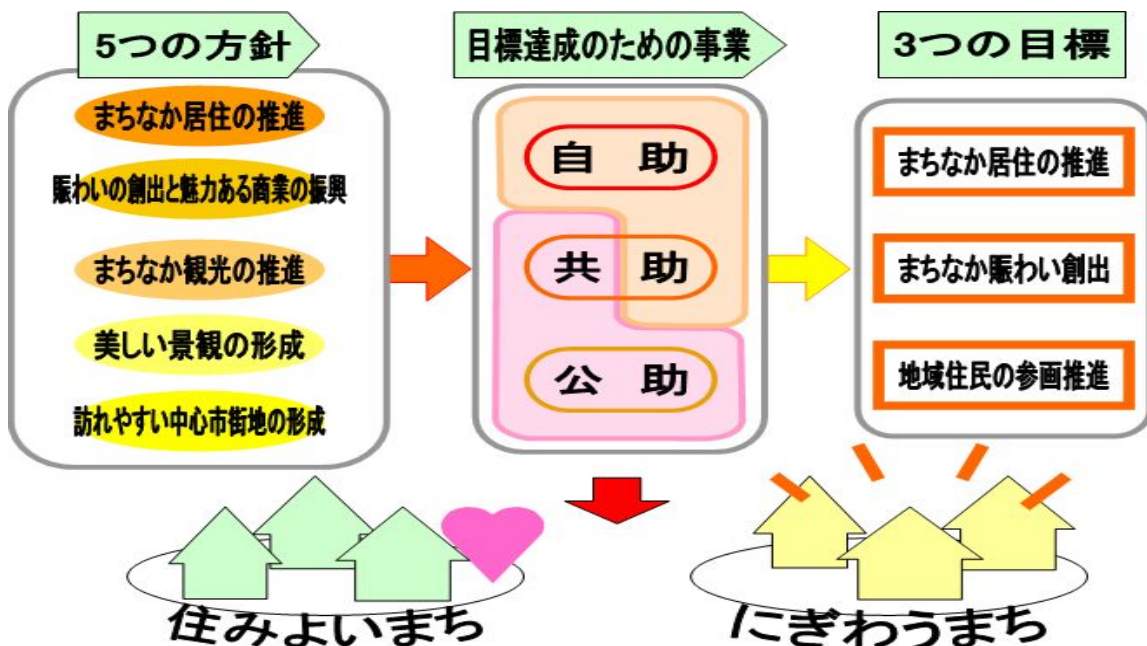 5つの方針
まちなか居住の推進
賑わいの創出と魅力ある商業の振興
まちなか観光の推進
美しい景観の形成
訪れやすい中心市街地の形成
目標達成のための事業
自 助
共 助
公 助
3つの目標
まちなか居住の推進
まちなか賑わい創出
地域住民の参画推進
住みよいまち
にぎわうまち